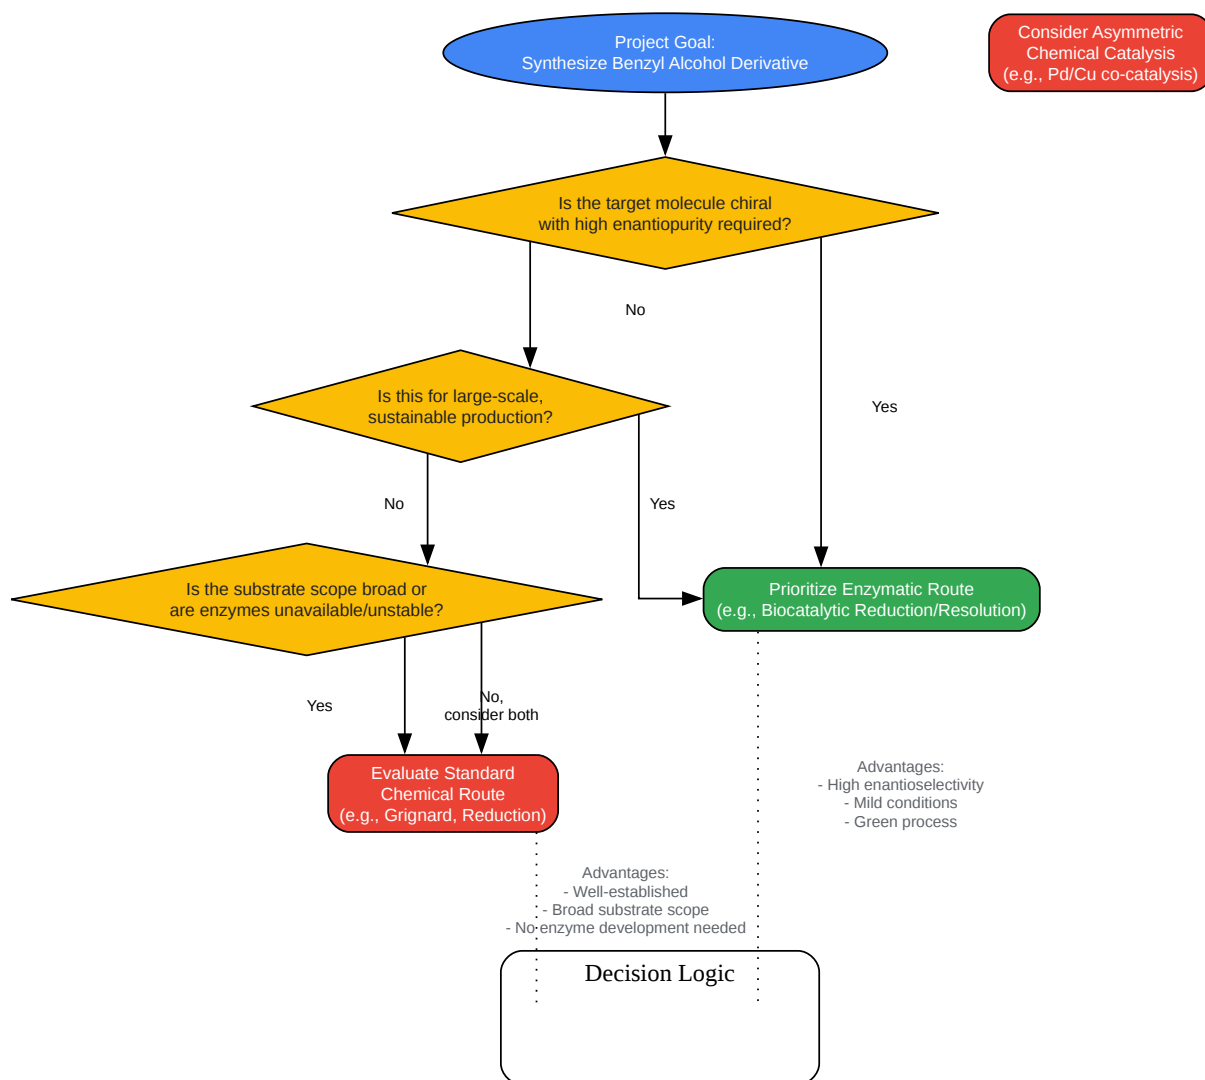 Project Goal:
Synthesize Benzyl Alcohol Derivative
Consider Asymmetric
Chemical Catalysis
(e.g., Pd/Cu co-catalysis)
Is the target molecule chiral
with high enantiopurity required?
No
Is this for large-scale,
sustainable production?
Yes
No
Yes
Is the substrate scope broad or
are enzymes unavailable/unstable?
Prioritize Enzymatic Route
(e.g., Biocatalytic Reduction/Resolution)
Yes
No,
consider both
Evaluate Standard
Chemical Route
(e.g., Grignard, Reduction)
Advantages:
- High enantioselectivity
- Mild conditions
- Green process
Advantages:
- Well-established
- Broad substrate scope
- No enzyme development needed
Decision Logic